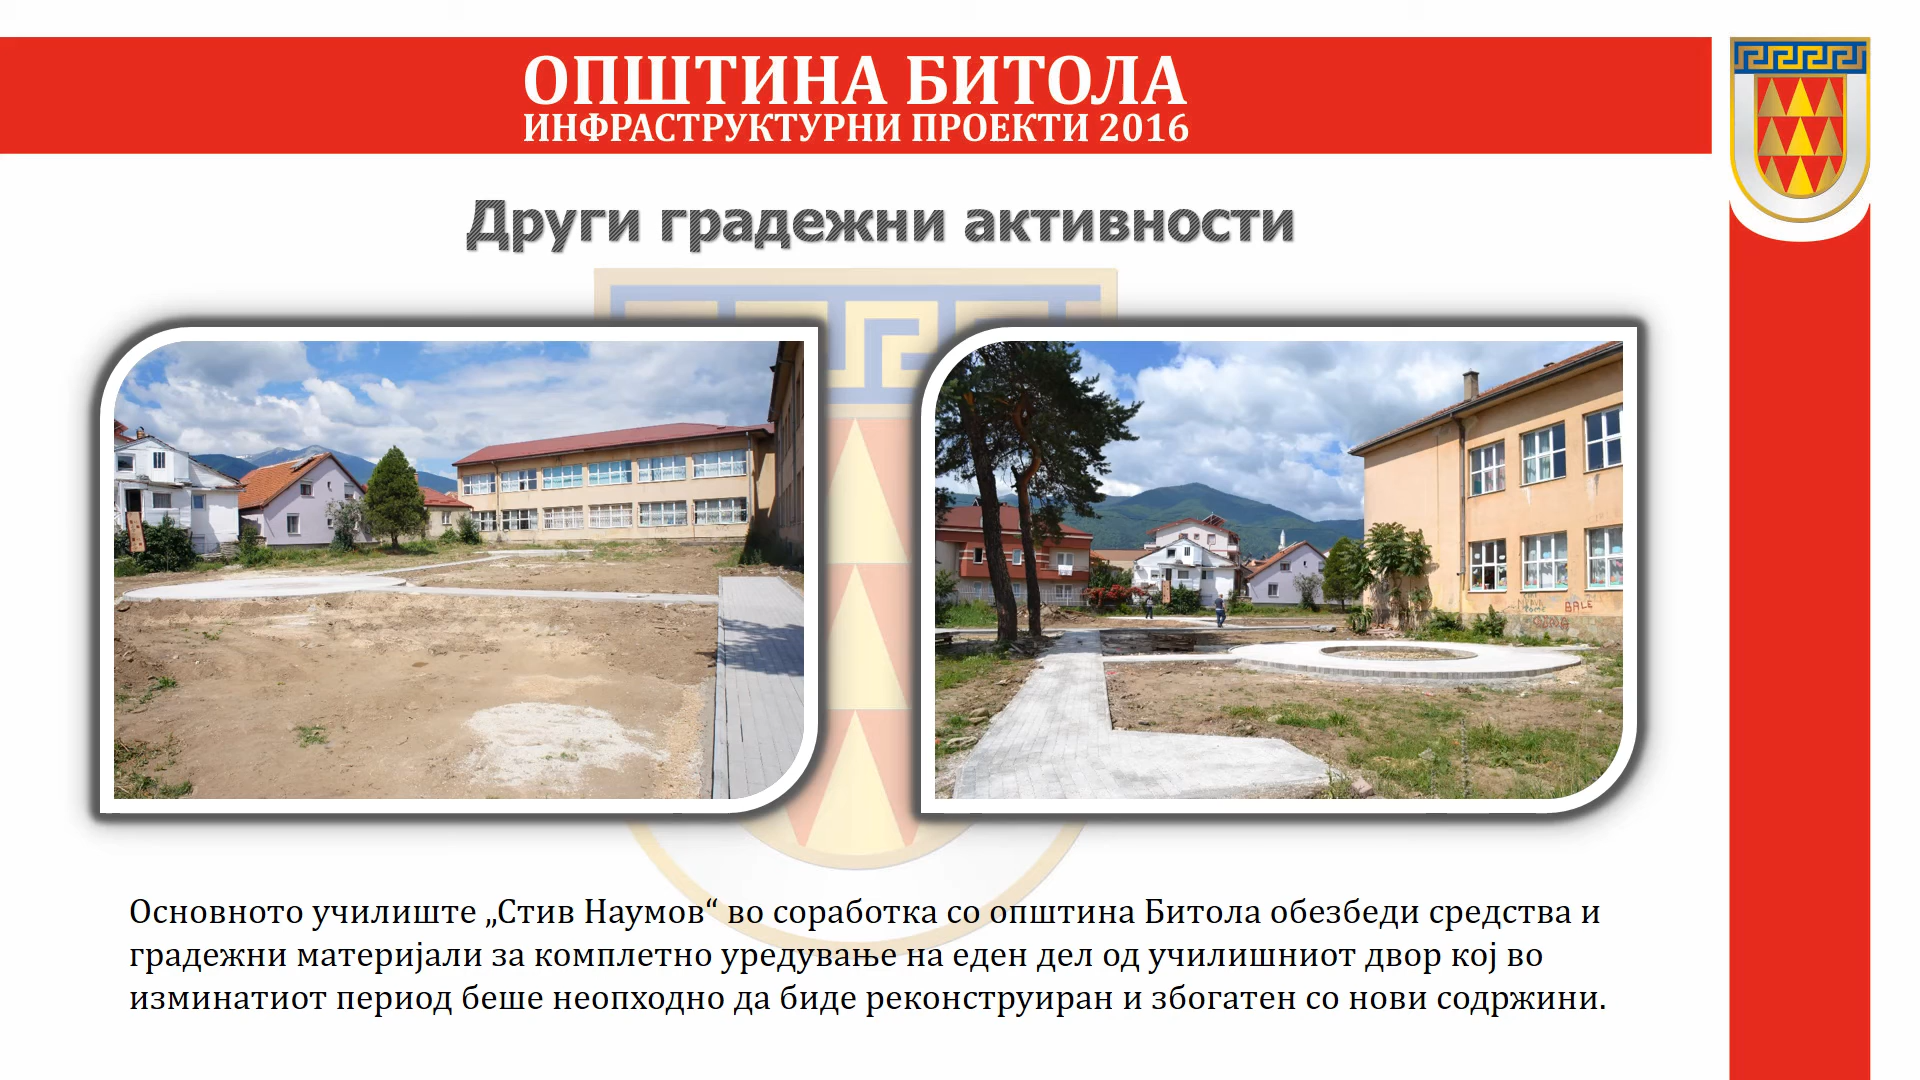 ОПШТИНА БИТОЛА
ИНФРАСТРУКТУРНИ ПРОЕКТИ 2016
Други градежни активности
BALE
Основното училиште „Стив Наумов“ во соработка со општина Битола обезбеди средства и
градежни материјали за комплетно уредување на еден дел од училишниот двор кој во
изминатиот период беше неопходно да биде реконструиран и збогатен со нови содржини.